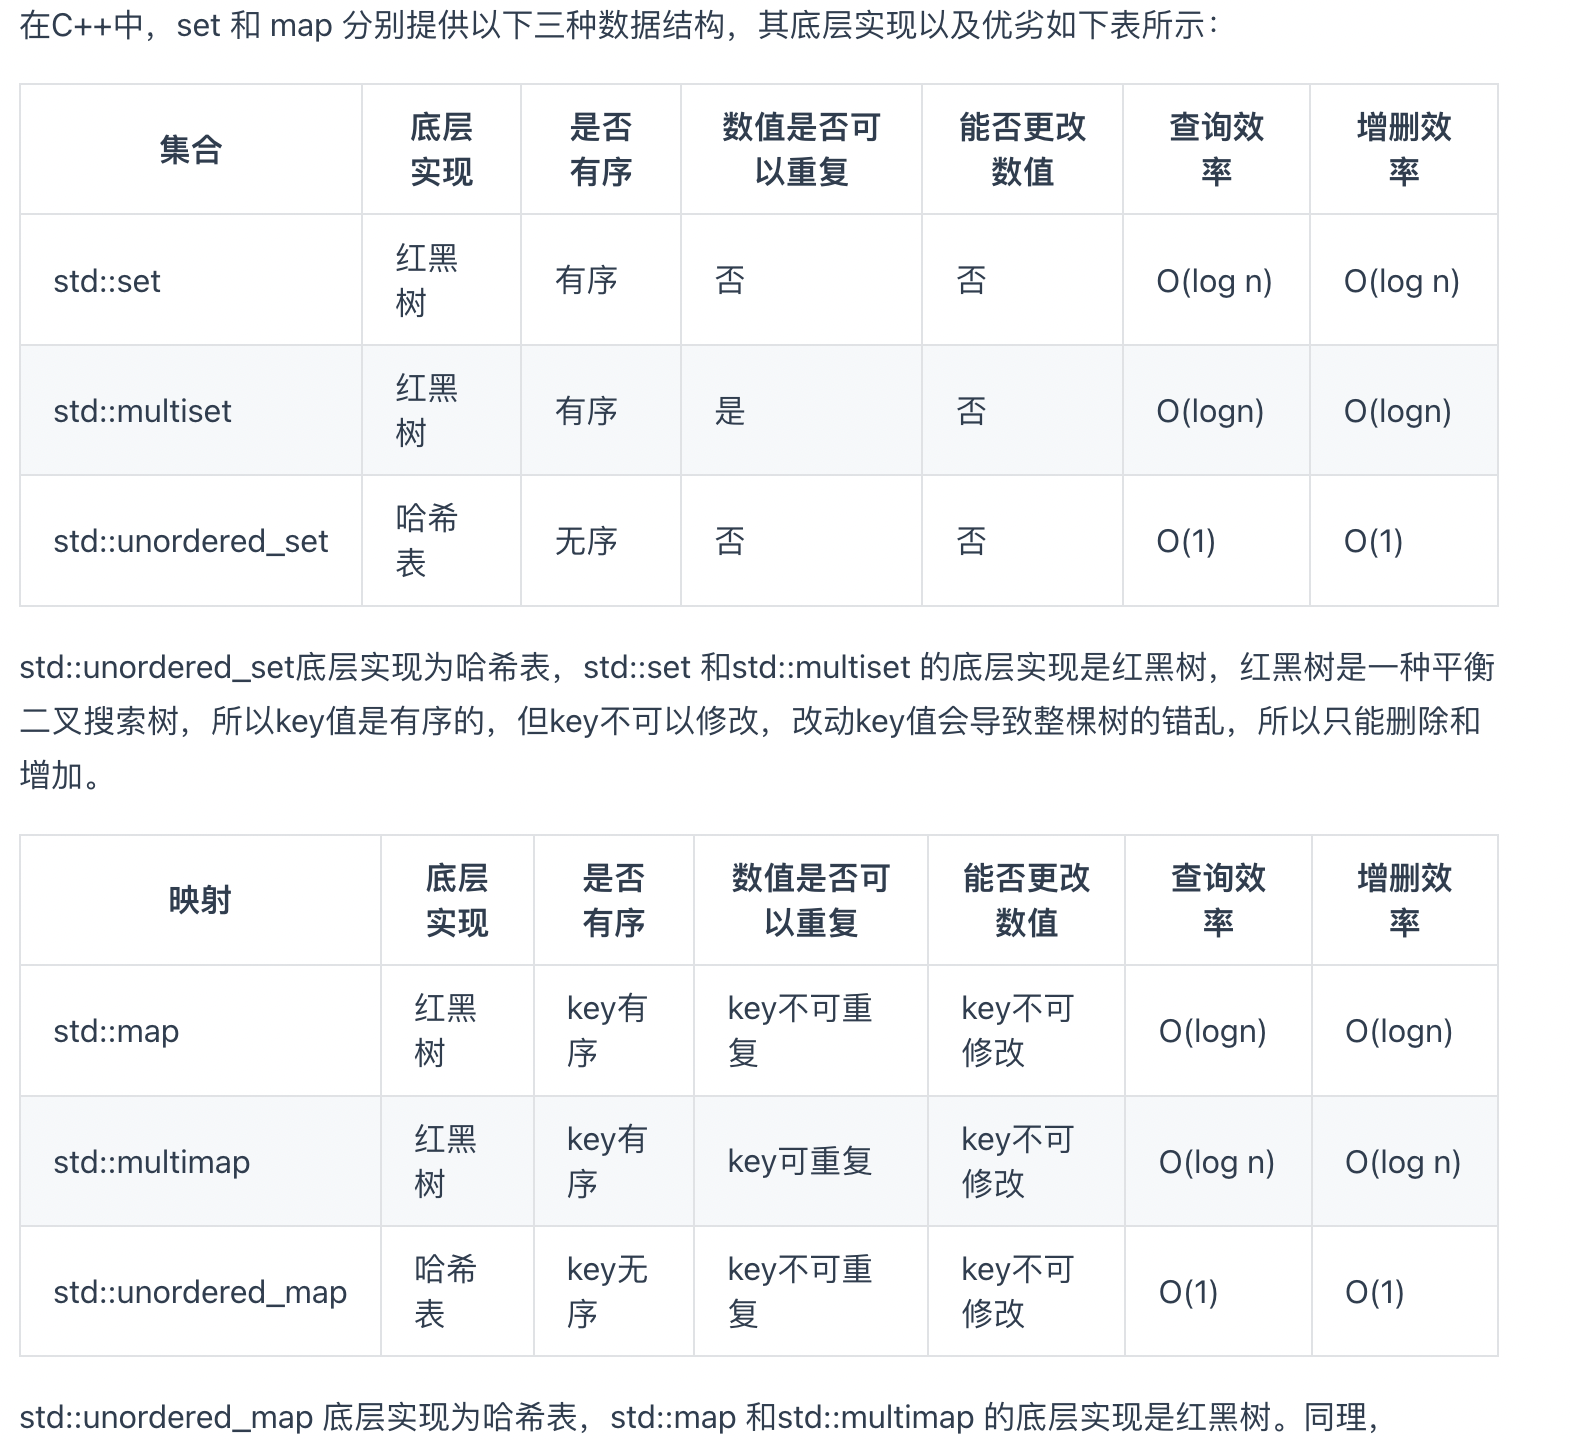 在C++中，set 和 map 分别提供以下三种数据结构，其底层实现以及优劣如下表所示：
集合 底层实现 是否有序 数值是否可以重复 能否更改数值 查询效率 增删效率
std::set 红黑树 有序 否 否 O(log n) O(log n)
std::multiset 红黑树 有序 是 否 O(logn) O(logn)
std::unordered_set 哈希表 无序 否 否 O(1) O(1)
std::unordered_set底层实现为哈希表，std::set 和std::multiset 的底层实现是红黑树，红黑树是一种平衡
二叉搜索树，所以key值是有序的，但key不可以修改，改动key值会导致整棵树的错乱，所以只能删除和
增加。
映射 底层实现 是否有序 数值是否可以重复 能否更改数值 查询效率 增删效率
std::map 红黑树 key有序 key不可重复 key不可修改 O(logn) O(logn)
std::multimap 红黑树 key有序 key可重复 key不可修改 O(log n) O(log n)
std::unordered_map 哈希表 key无序 key不可重复 key不可修改 O(1) O(1)
std::unordered_map 底层实现为哈希表，std::map 和std::multimap 的底层实现是红黑树。同理，